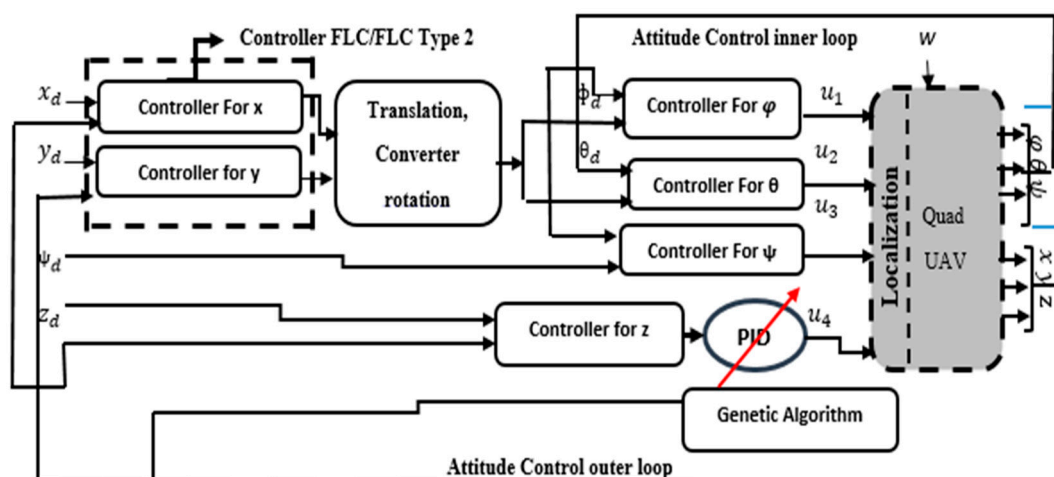 Controller FLC/FLC Type 2
Attitude Control inner loop
w
x_d
Controller For x
y_d
Controller for y
Translation,
Converter
rotation
ϕ_d
Controller For φ
u_1
θ_d
Controller For θ
u_2
u_3
ψ_d
Controller For ψ
z_d
Controller for z
PID
u_4
Genetic Algorithm
Localization
Quad
UAV
φ θ ψ
x y z
Attitude Control outer loop